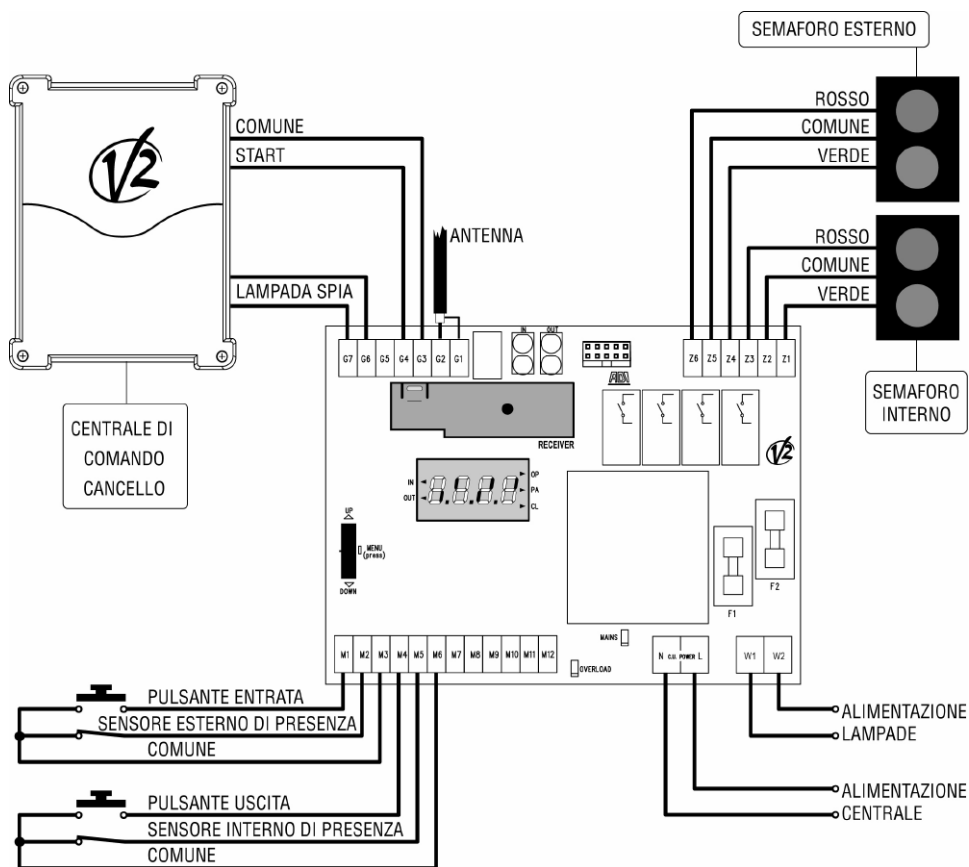 SEMAFORO ESTERNO
ROSSO
COMUNE
VERDE
ROSSO
COMUNE
VERDE
SEMAFORO
INTERNO
V2
COMUNE
START
ANTENNA
LAMPADA SPIA
CENTRALE DI
COMANDO
CANCELLO
G7 G6 G5 G4 G3 G2 G1
IN OUT
ADI
Z6 Z5 Z4 Z3 Z2 Z1
RECEIVER
V2
IN
OUT
OP
PA
CL
UP
MENU
(press)
DOWN
F1
F2
MAINS
OVERLOAD
M1 M2 M3 M4 M5 M6 M7 M8 M9 M10 M11 M12
N C.U. POWER L
W1 W2
PULSANTE ENTRATA
SENSORE ESTERNO DI PRESENZA
COMUNE
PULSANTE USCITA
SENSORE INTERNO DI PRESENZA
COMUNE
ALIMENTAZIONE
LAMPADE
ALIMENTAZIONE
CENTRALE